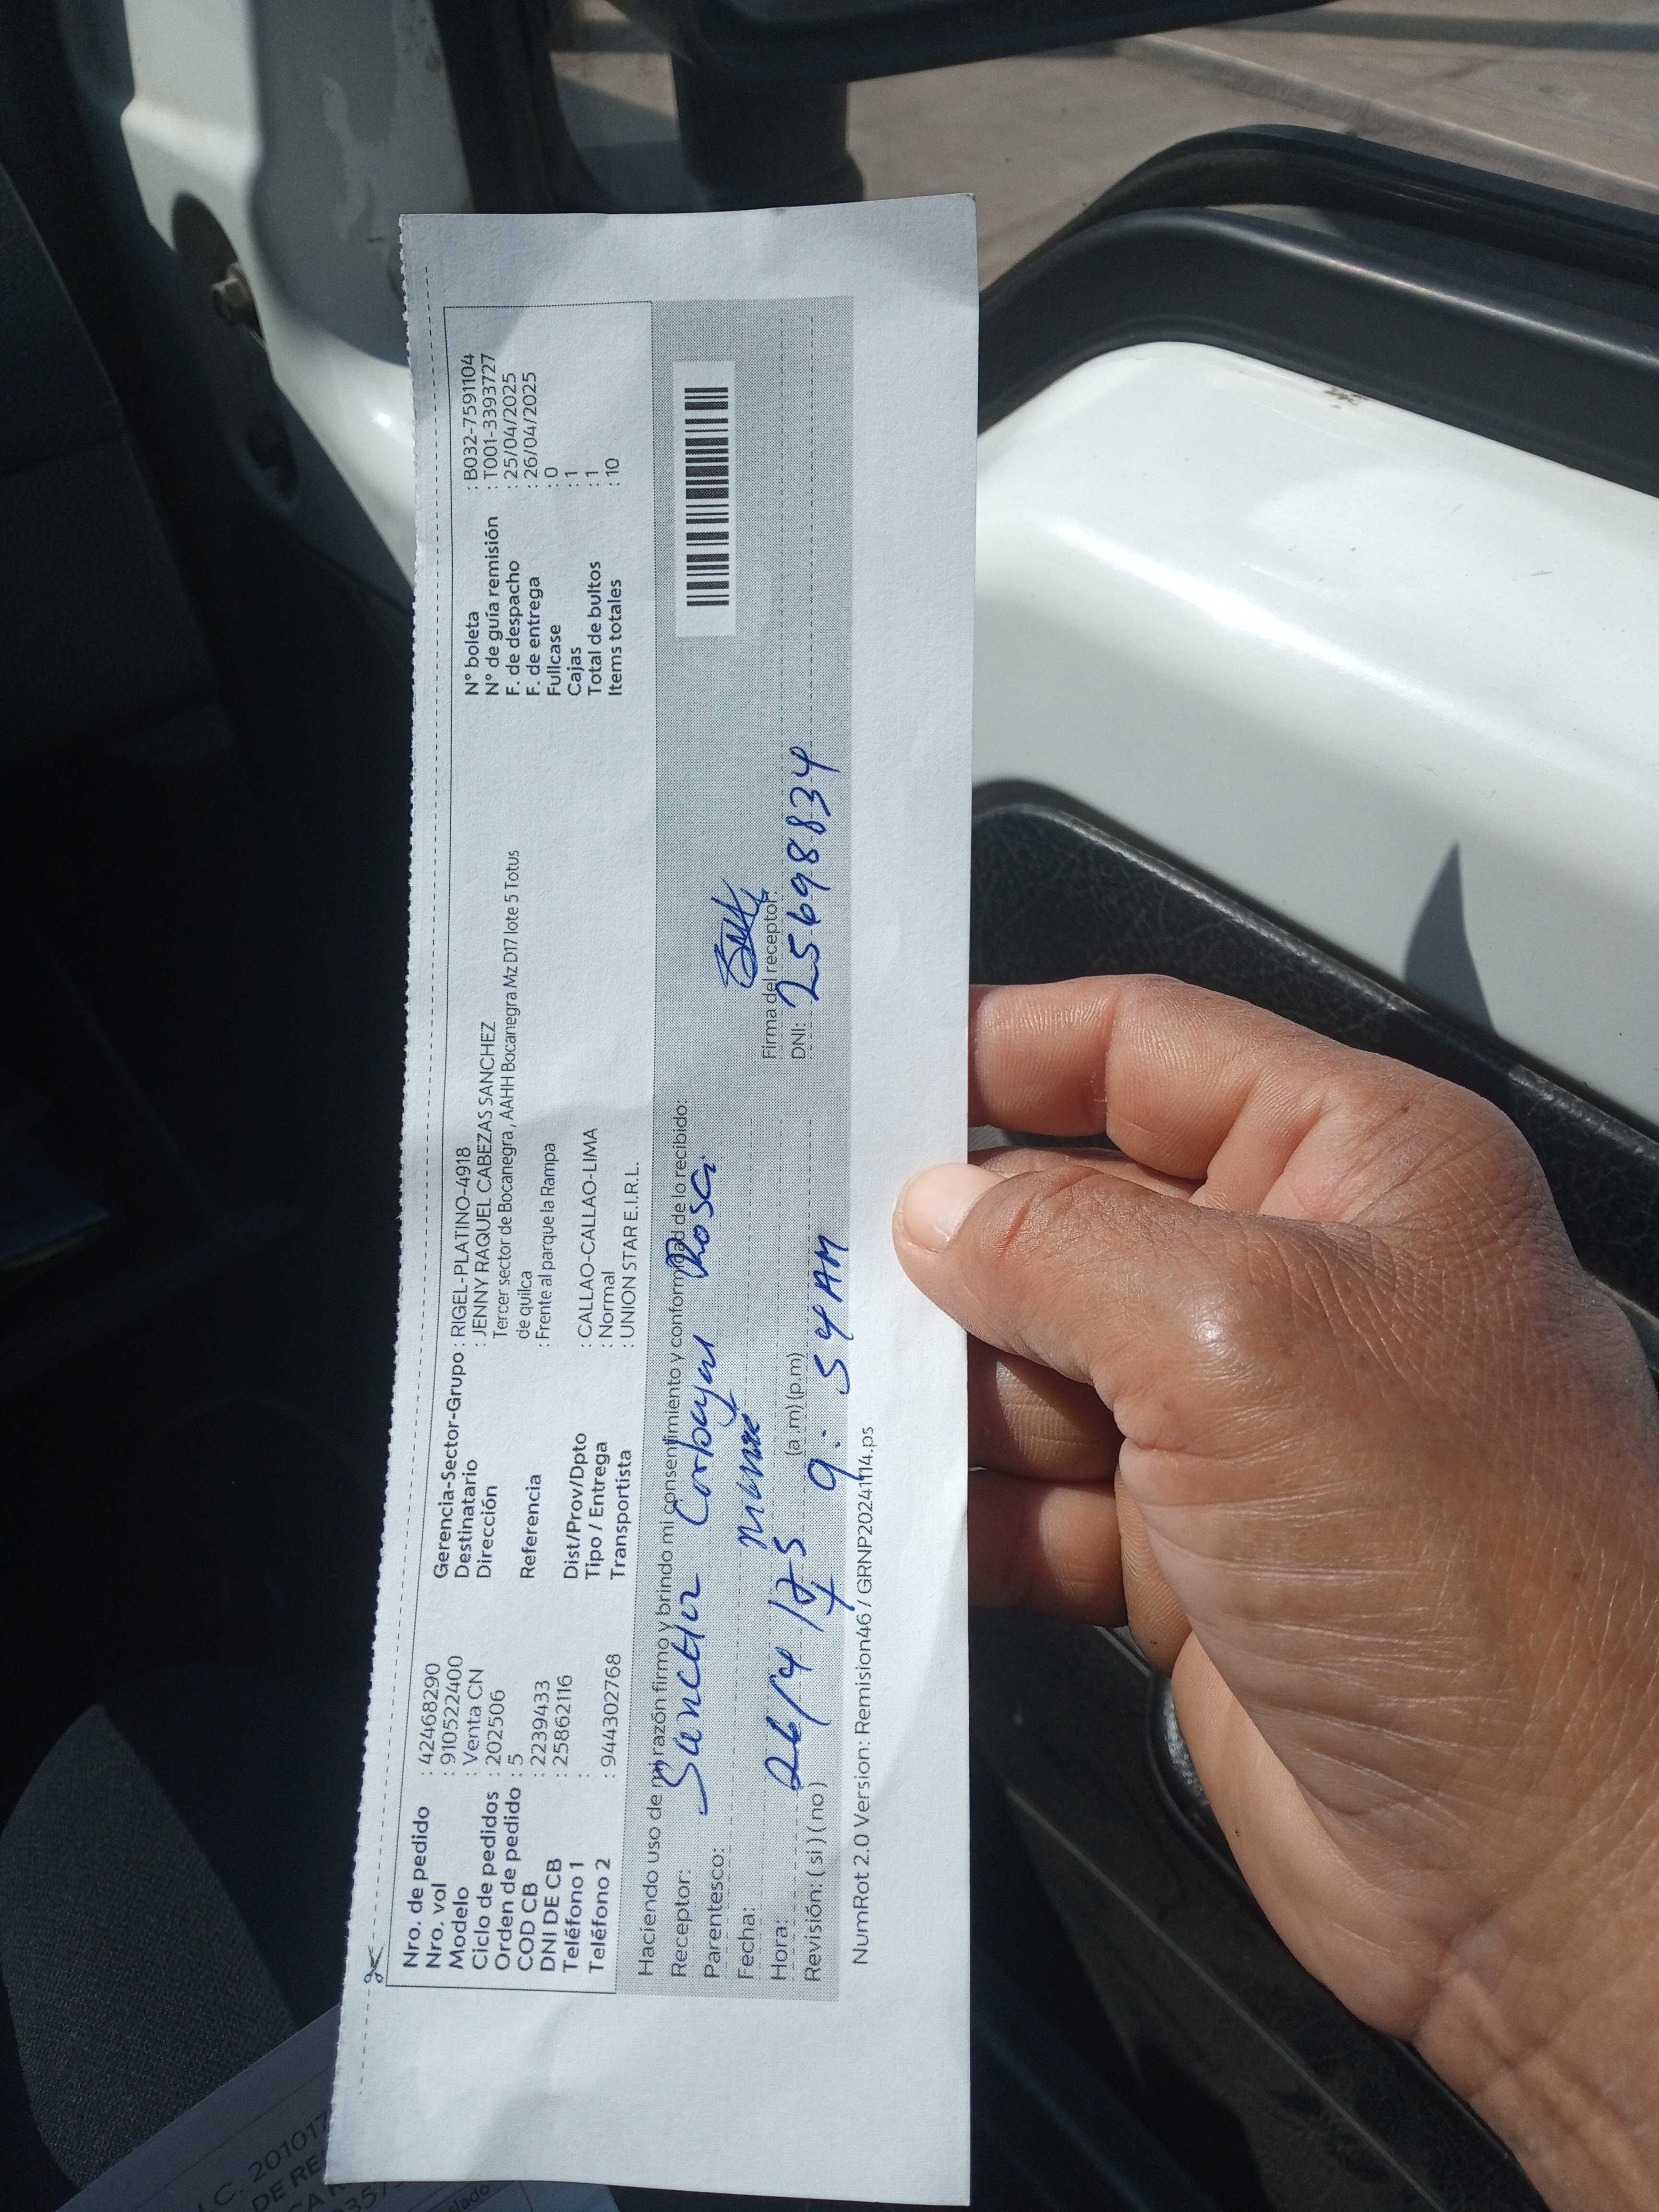 Nro. de pedido : 42468290
Nro. vol : 910522400
Modelo : Venta CN
Ciclo de pedidos : 202506
Orden de pedido : 5
COD CB : 2239433
DNI DE CB : 25862116
Teléfono 1 :
Teléfono 2 : 944302768
Gerencia-Sector-Grupo : RIGEL-PLATINO-4918
Destinatario : JENNY RAQUEL CABEZAS SANCHEZ
Dirección Tercer sector de Bocanegra , AAHH Bocanegra Mz D17 lote 5 Totus
de quilca
Referencia : Frente al parque la Rampa
Dist/Prov/Dpto : CALLAO-CALLAO-LIMA
Tipo / Entrega : Normal
Transportista : UNION STAR E.I.R.L.
N° boleta : B032-7591104
N° de guía remisión : T001-3393727
F. de despacho : 25/04/2025
F. de entrega : 26/04/2025
Fullcase : 0
Cajas : 1
Total de bultos : 1
Items totales : 10
Haciendo uso de mi razón firmo y brindo mi consentimiento y conformidad de lo recibido:
Receptor: Sanchez Carbajal Rosa
Parentesco:
Fecha:
Hora: 26/4 (a.m) (p.m)
9:54 AM
Revisión: ( si ) ( no )
Firma del receptor:
DNI: 25698834
NumRot 2.0 Version: Remision46 / GRNP20241114.ps
C. 201017
DE RE